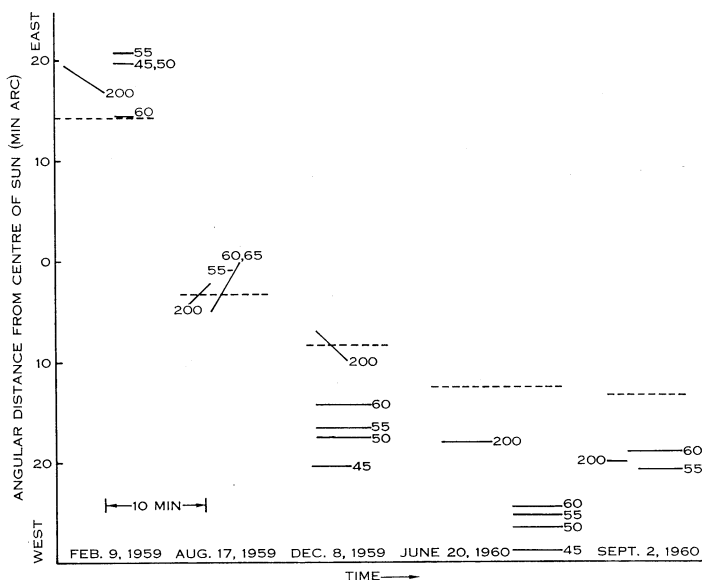 EAST
ANGULAR DISTANCE FROM CENTRE OF SUN (MIN ARC)
WEST
20
10
0
10
20
55
45,50
200
60
60,65
55
200
200
60
55
50
45
200
60
55
50
45
200
60
55
10 MIN
FEB. 9, 1959
AUG. 17, 1959
DEC. 8, 1959
JUNE 20, 1960
SEPT. 2, 1960
TIME